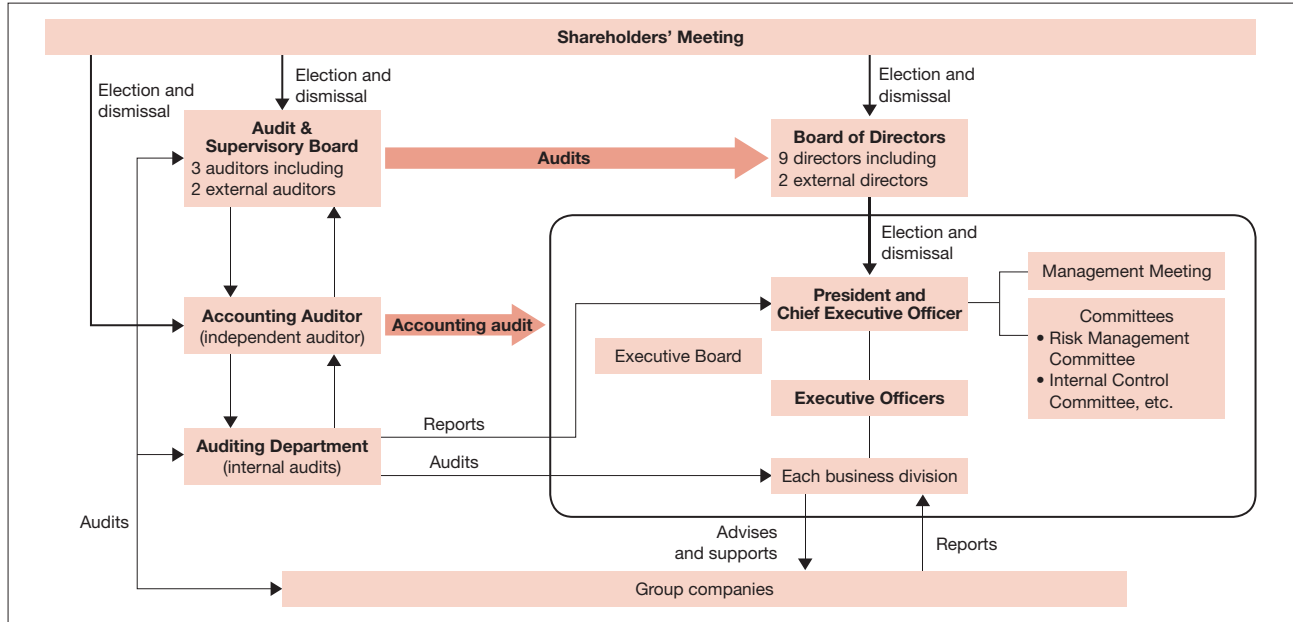 Shareholders’ Meeting
Election and
dismissal
Election and
dismissal
Election and
dismissal
Audit &
Supervisory Board
3 auditors including
2 external auditors
Audits
Board of Directors
9 directors including
2 external directors
Election and
dismissal
President and
Chief Executive Officer
Management Meeting
Committees
• Risk Management
Committee
• Internal Control
Committee, etc.
Accounting Auditor
(independent auditor)
Accounting audit
Executive Board
Executive Officers
Auditing Department
(internal audits)
Reports
Audits
Each business division
Audits
Advises
and supports
Reports
Group companies